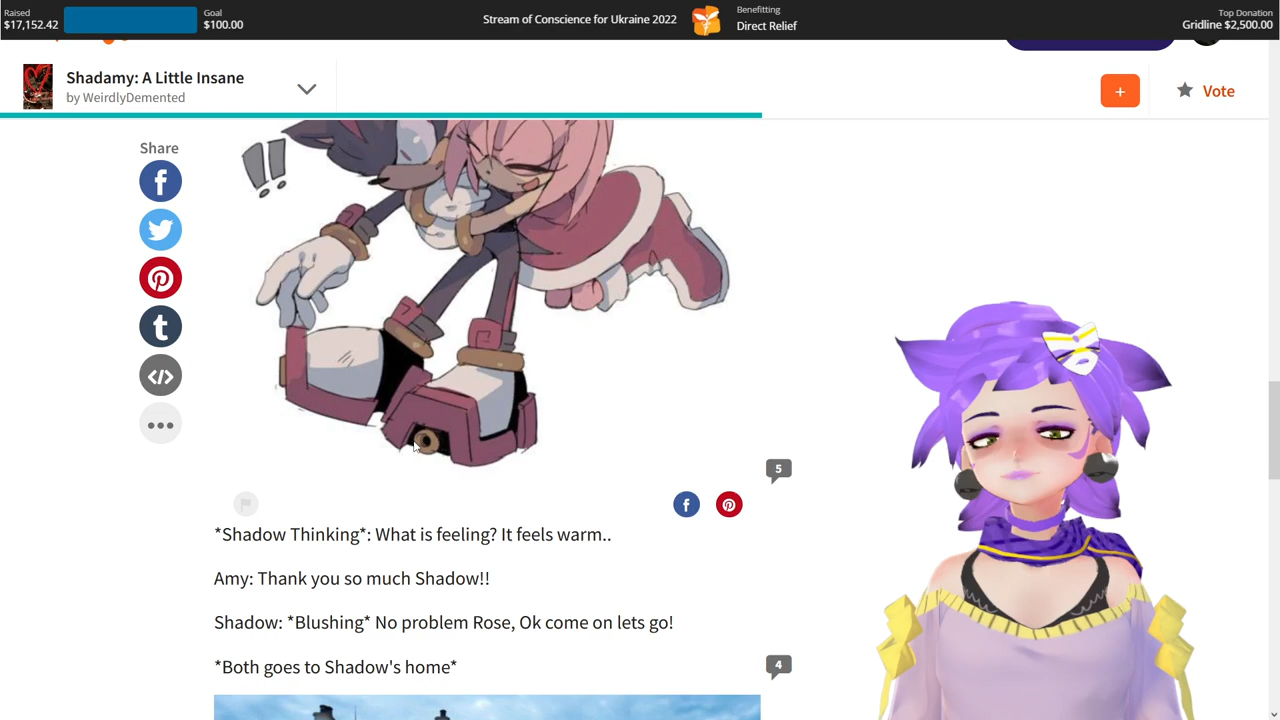 Raised
$17,152.42
Goal
$100.00
Stream of Conscience for Ukraine 2022
Benefitting
Direct Relief
Top Donation
Gridline $2,500.00
Shadamy: A Little Insane
by WeirdlyDemented
+
Vote
Share
!!
5
*Shadow Thinking*: What is feeling? It feels warm..
Amy: Thank you so much Shadow!!
Shadow: *Blushing* No problem Rose, Ok come on lets go!
*Both goes to Shadow's home*
4